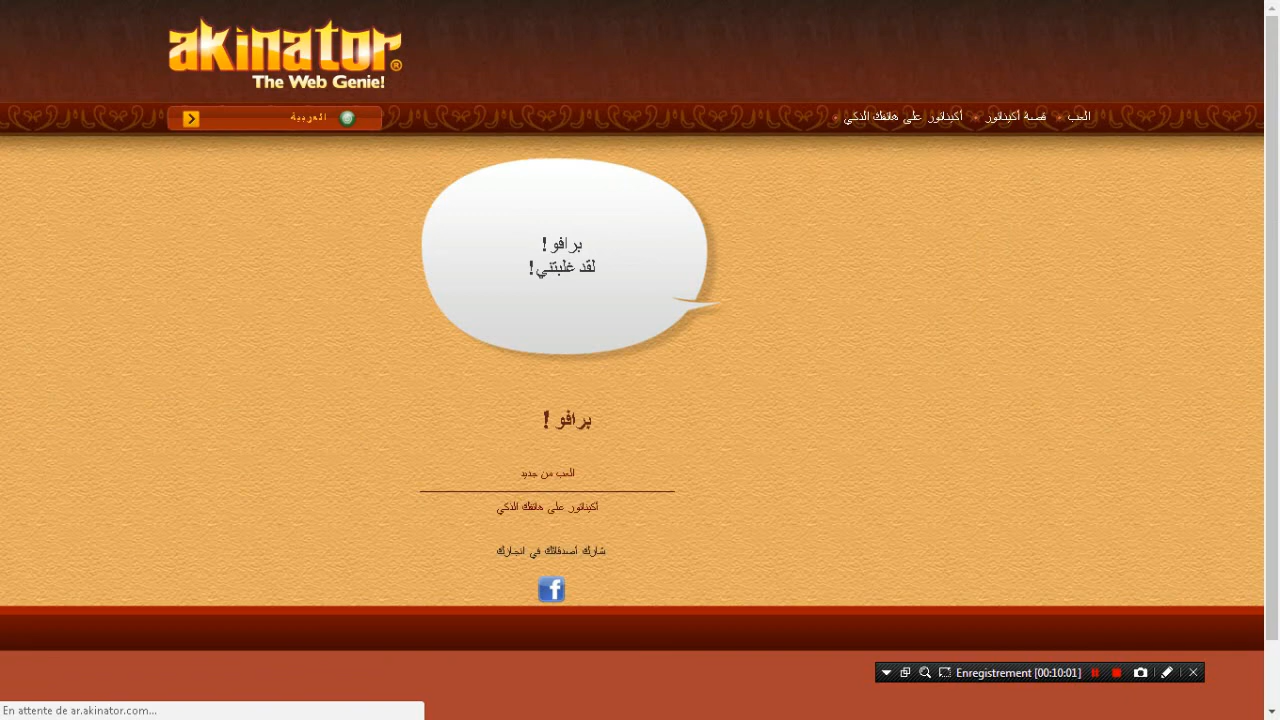 akinator®
The Web Genie!
العربية
العب
قصة أكيناتور
أكيناتور على هاتفك الذكي
برافو !
لقد غلبتني !
برافو !
العب من جديد
أكيناتور على هاتفك الذكي
شارك أصدقائك في انجازك
f
Enregistrement [00:10:01]
En attente de ar.akinator.com...